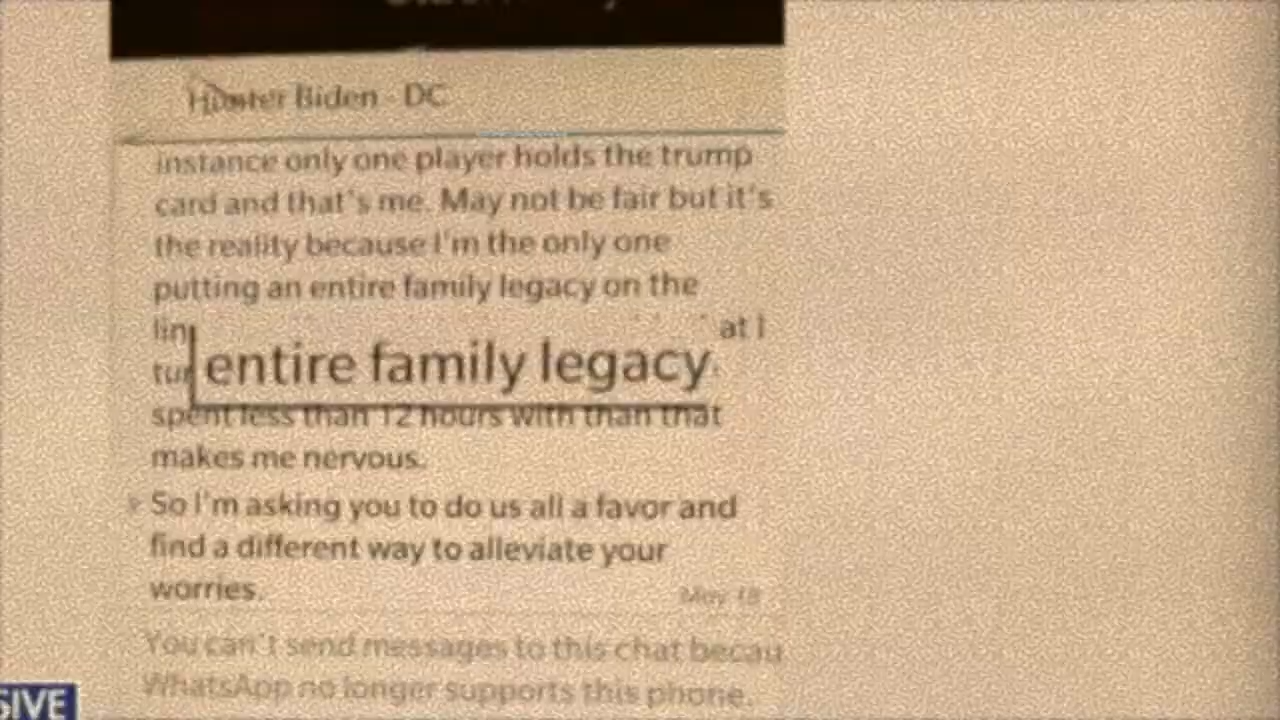 Hunter Biden - DC
instance only one player holds the trump
card and that's me. May not be fair but it's
the reality because I'm the only one
putting an entire family legacy on the
lin at I
entire family legacy
tur
spent less than 12 hours with than that
makes me nervous.
So I'm asking you to do us all a favor and
find a different way to alleviate your
worries.
May 18
You can't send messages to this chat becau
WhatsApp no longer supports this phone.
SIVE